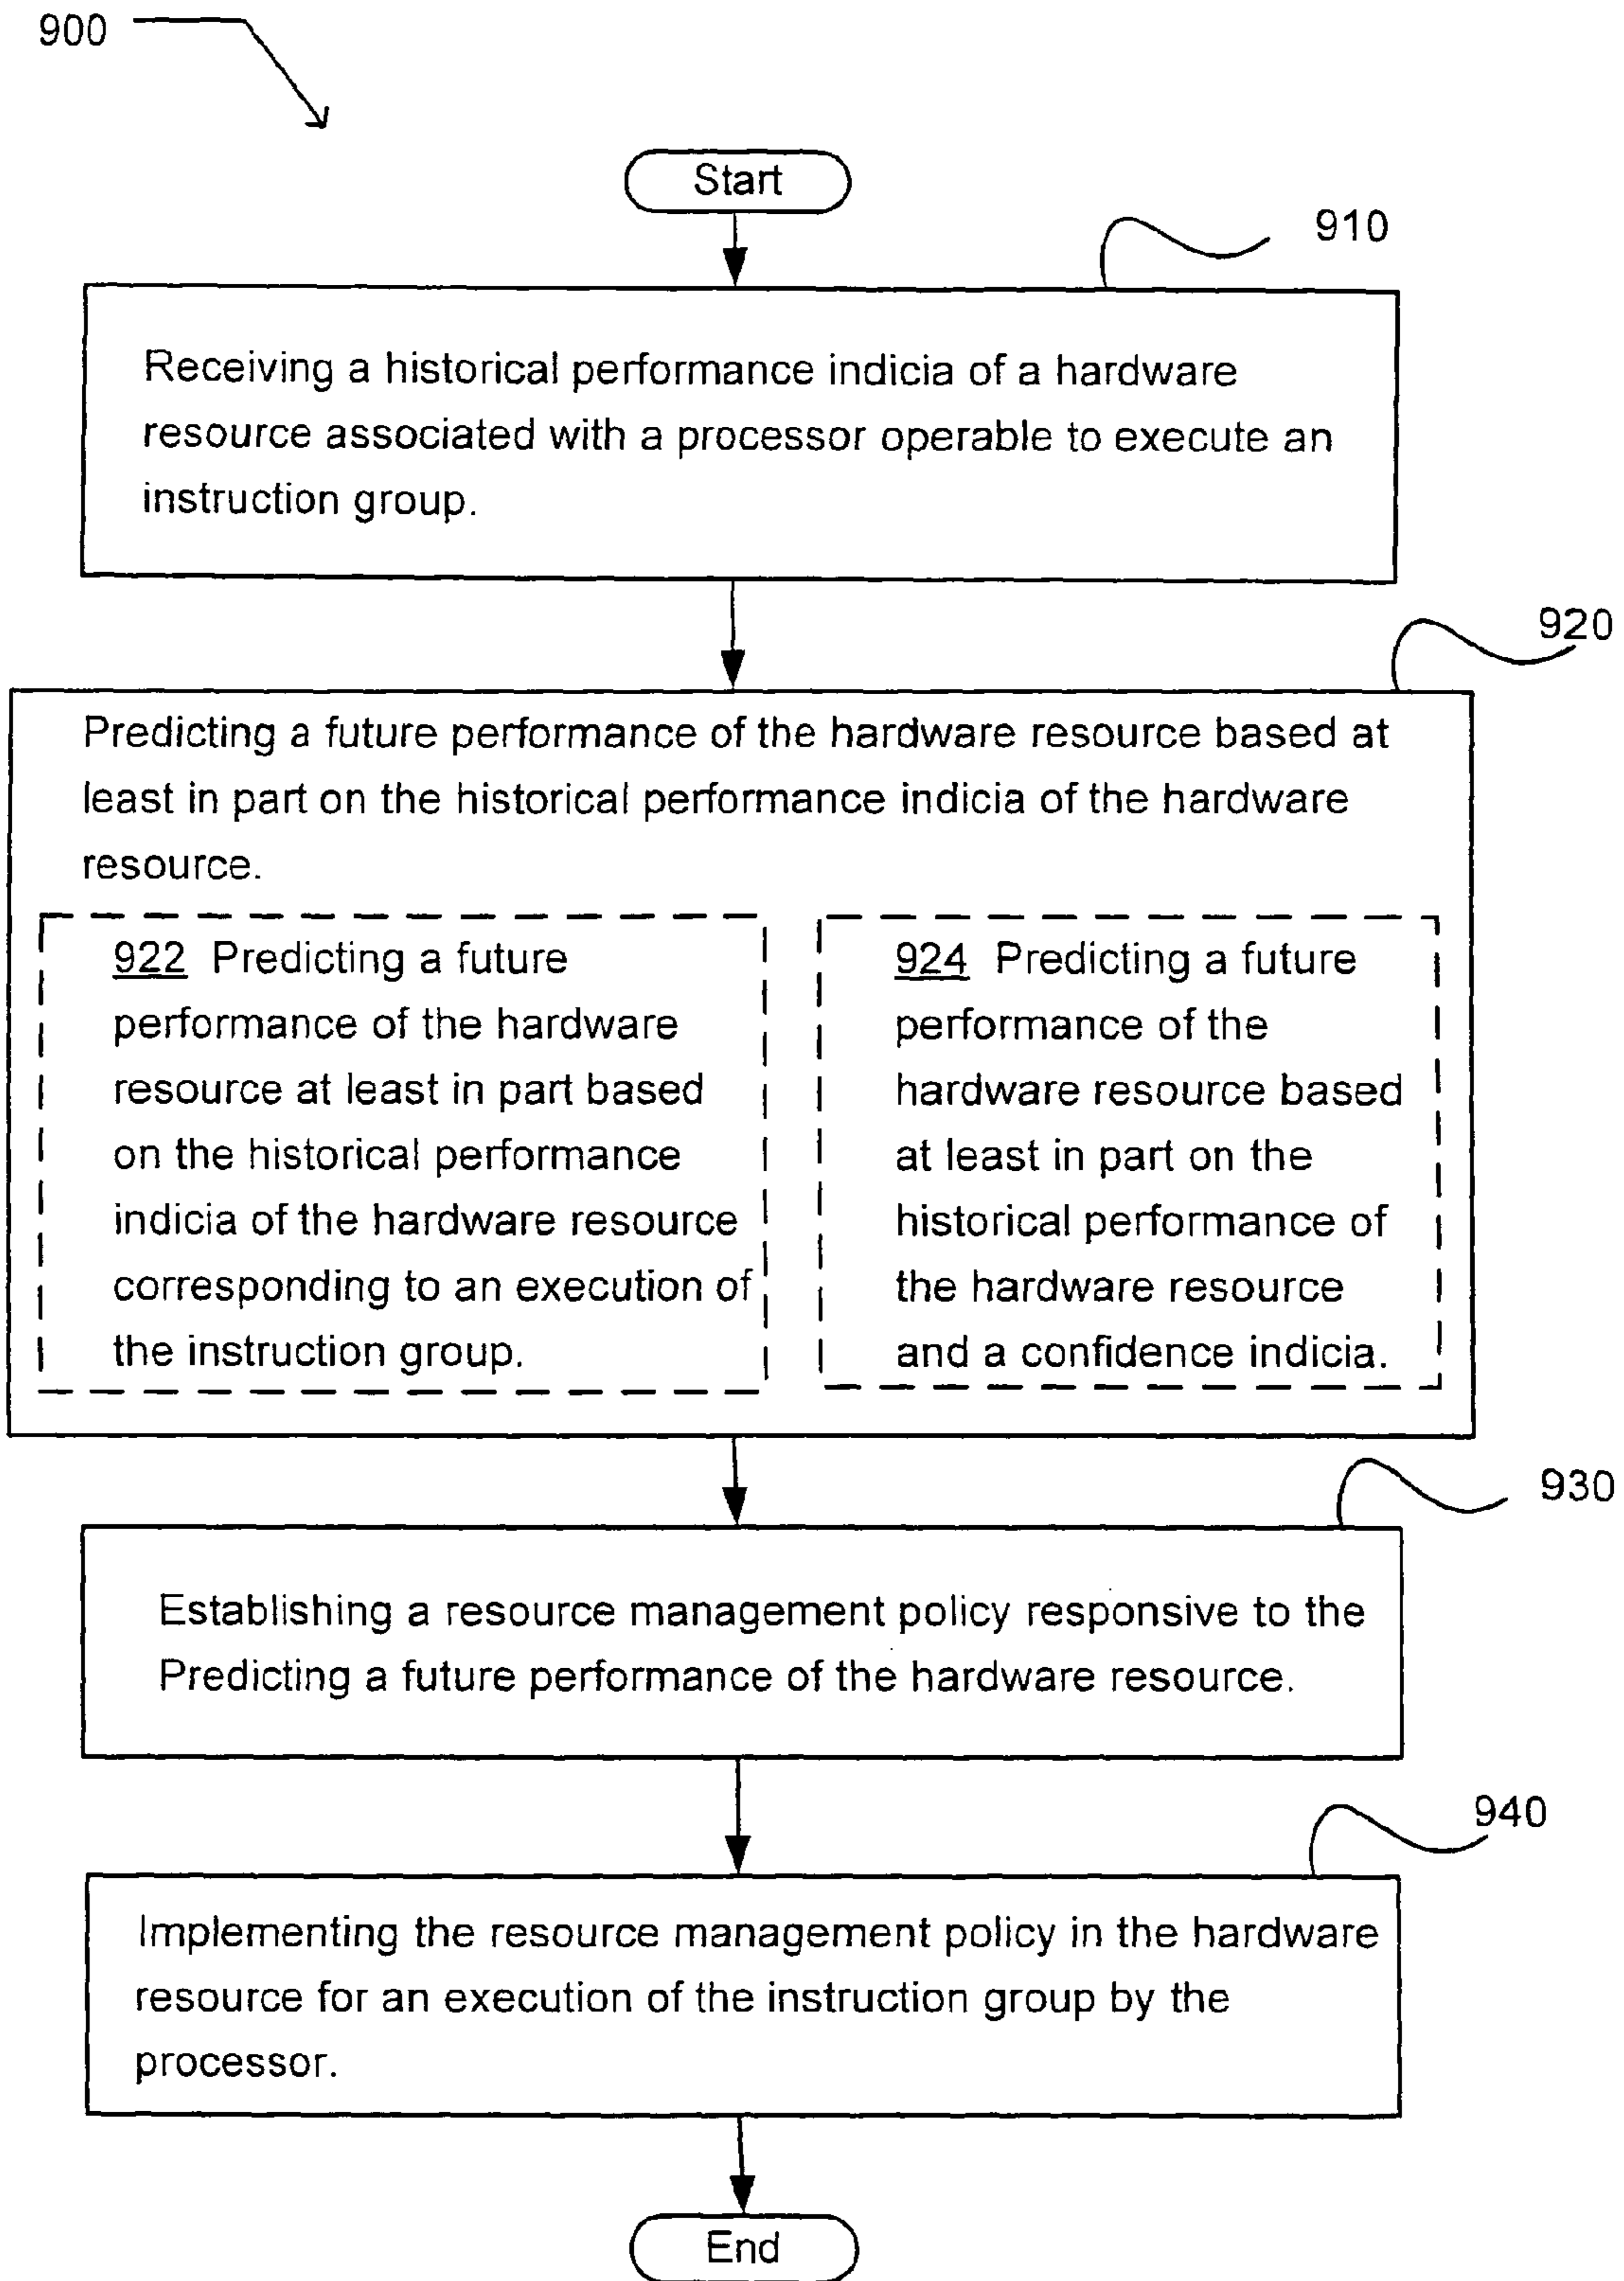 900
Start
910
Receiving a historical performance indicia of a hardware
resource associated with a processor operable to execute an
instruction group.
920
Predicting a future performance of the hardware resource based at
least in part on the historical performance indicia of the hardware
resource.
922 Predicting a future
performance of the hardware
resource at least in part based
on the historical performance
indicia of the hardware resource
corresponding to an execution of
the instruction group.
924 Predicting a future
performance of the
hardware resource based
at least in part on the
historical performance of
the hardware resource
and a confidence indicia.
930
Establishing a resource management policy responsive to the
Predicting a future performance of the hardware resource.
940
Implementing the resource management policy in the hardware
resource for an execution of the instruction group by the
processor.
End